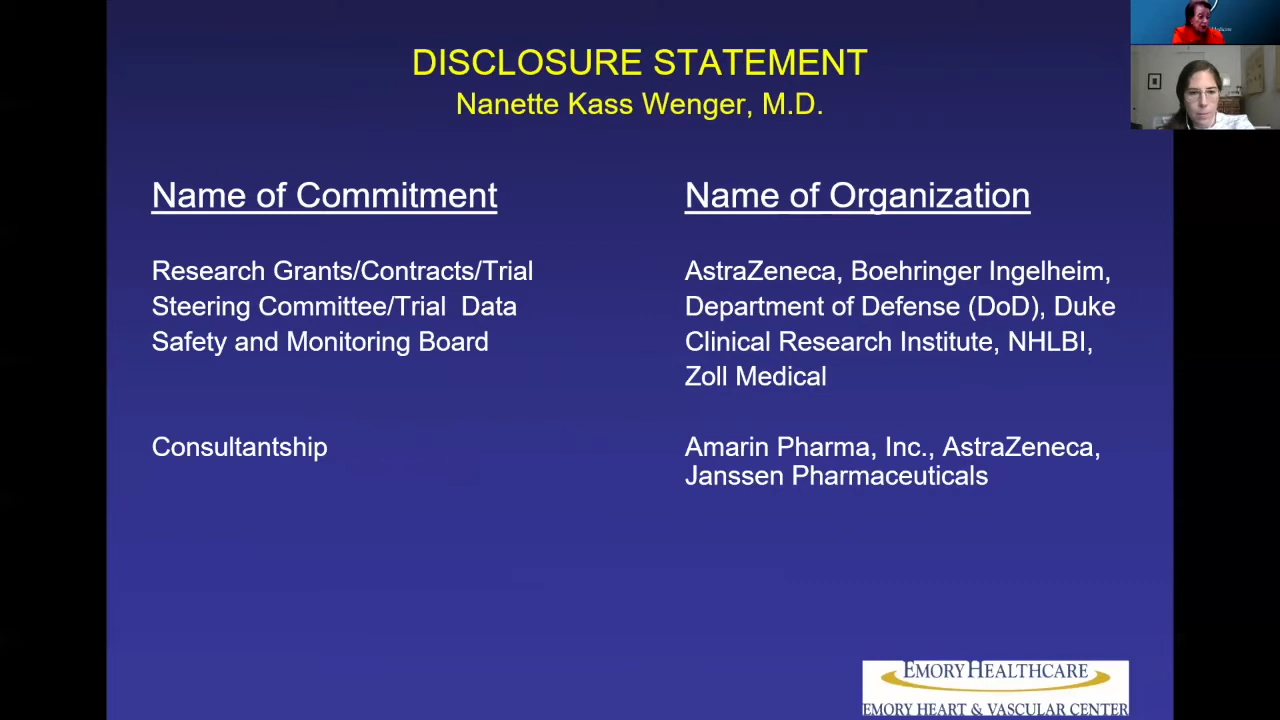 DISCLOSURE STATEMENT
Nanette Kass Wenger, M.D.
Name of Commitment
Name of Organization
Research Grants/Contracts/Trial
Steering Committee/Trial Data
Safety and Monitoring Board
AstraZeneca, Boehringer Ingelheim,
Department of Defense (DoD), Duke
Clinical Research Institute, NHLBI,
Zoll Medical
Consultantship
Amarin Pharma, Inc., AstraZeneca,
Janssen Pharmaceuticals
EMORY HEALTHCARE
EMORY HEART & VASCULAR CENTER